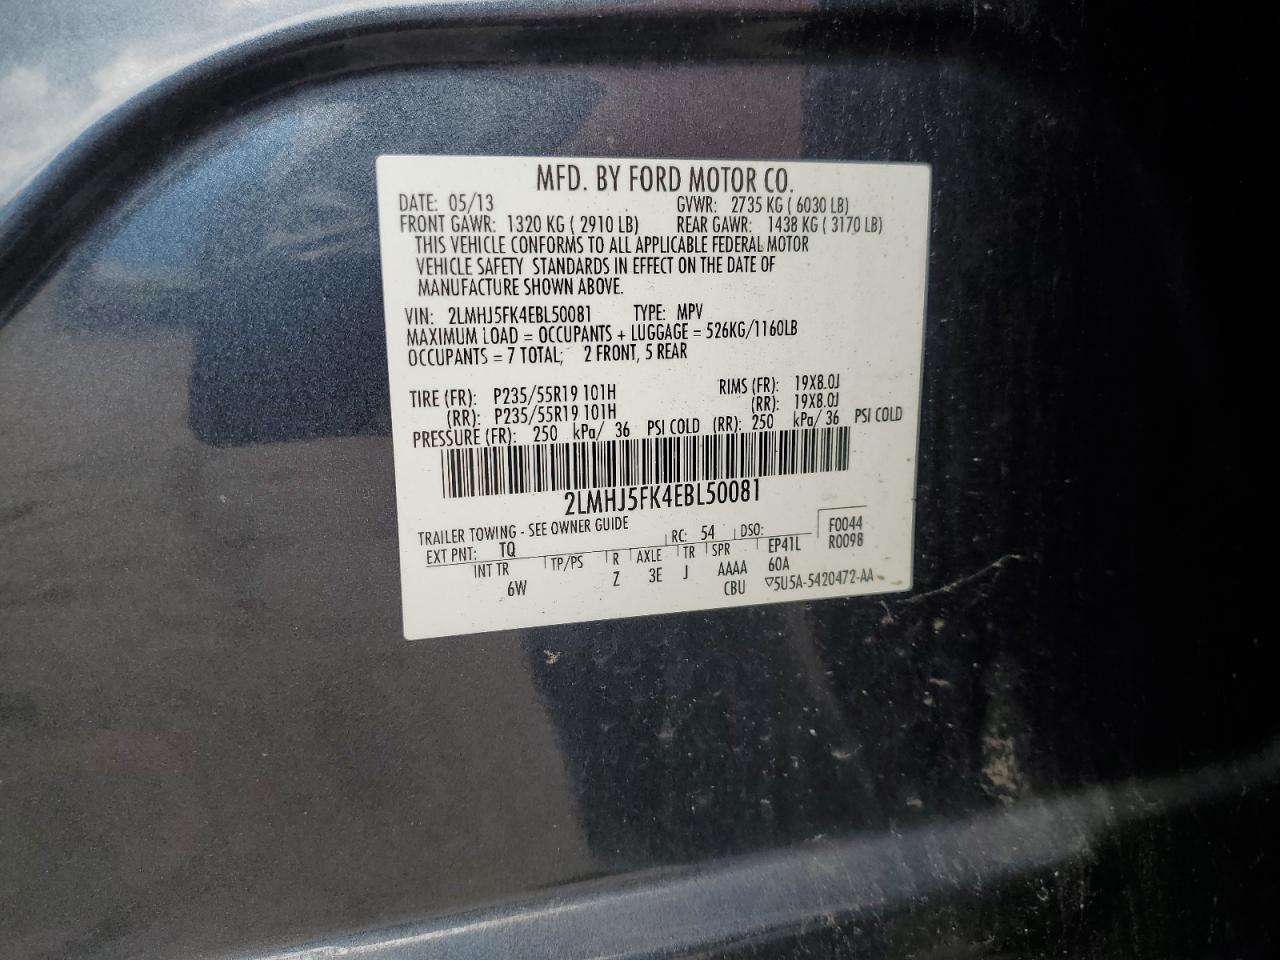 MFD. BY FORD MOTOR CO.
DATE: 05/13 GVWR: 2735 KG ( 6030 LB)
FRONT GAWR: 1320 KG ( 2910 LB) REAR GAWR: 1438 KG ( 3170 LB)
THIS VEHICLE CONFORMS TO ALL APPLICABLE FEDERAL MOTOR
VEHICLE SAFETY STANDARDS IN EFFECT ON THE DATE OF
MANUFACTURE SHOWN ABOVE.
VIN: 2LMHJ5FK4EBL50081 TYPE: MPV
MAXIMUM LOAD = OCCUPANTS + LUGGAGE = 526KG/1160LB
OCCUPANTS = 7 TOTAL; 2 FRONT, 5 REAR
TIRE (FR): P235/55R19 101H RIMS (FR): 19X8.0J
(RR): P235/55R19 101H (RR): 19X8.0J
PRESSURE (FR): 250 kPa/ 36 PSI COLD (RR): 250 kPa/ 36 PSI COLD
2LMHJ5FK4EBL50081
TRAILER TOWING - SEE OWNER GUIDE
EXT PNT: TQ RC: 54 DSO: F0044
R0098
INT TR TP/PS R AXLE TR SPR EP41L
6W Z 3E J AAAA 60A
CBU ▽5U5A-5420472-AA